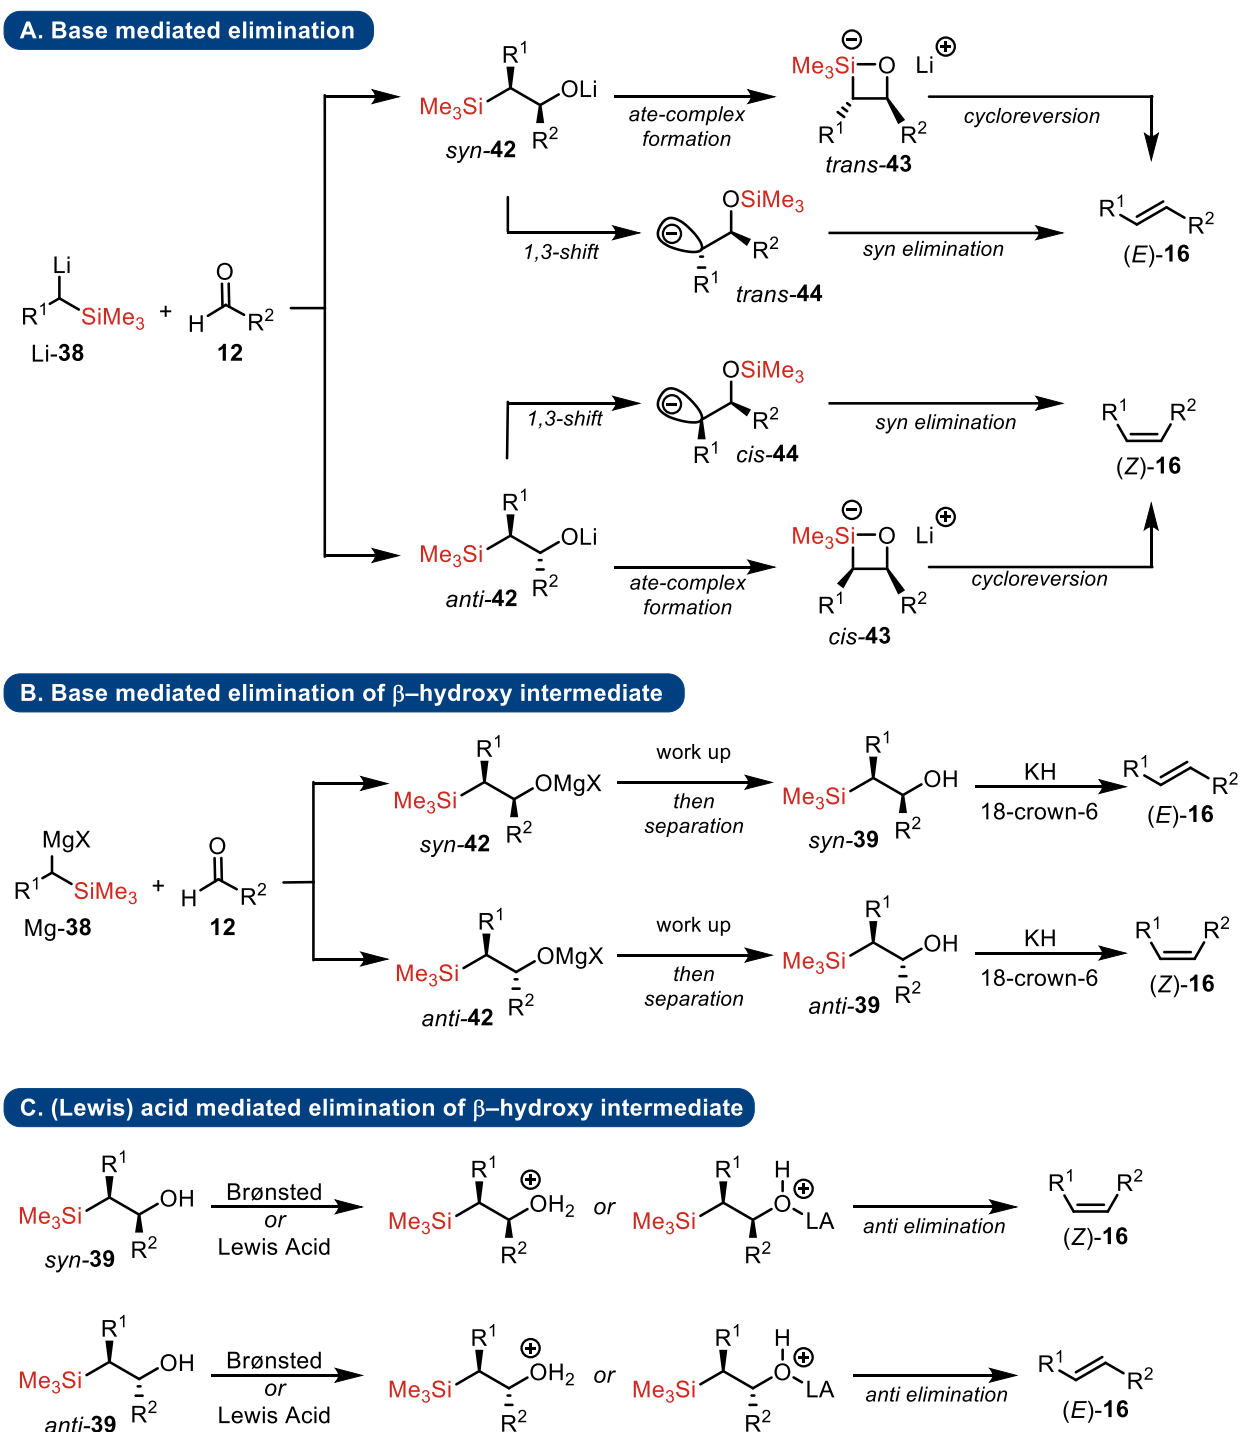 A. Base mediated elimination
R1
Me3Si
OLi
R2
syn-42
ate-complex
formation
⊖
Me3Si
O
Li⊕
R1
R2
trans-43
cycloreversion
1,3-shift
OSiMe3
⊖
R2
R1
trans-44
syn elimination
R1
R2
(E)-16
Li
R1
SiMe3
Li-38
+
O
H
R2
12
1,3-shift
OSiMe3
⊖
R2
R1
cis-44
syn elimination
R1
R2
(Z)-16
R1
Me3Si
OLi
R2
anti-42
ate-complex
formation
⊖
Me3Si
O
Li⊕
R1
R2
cis-43
cycloreversion
B. Base mediated elimination of β–hydroxy intermediate
MgX
R1
SiMe3
Mg-38
+
O
H
R2
12
R1
Me3Si
OMgX
R2
syn-42
work up
then
separation
R1
Me3Si
OH
R2
syn-39
KH
18-crown-6
R1
R2
(E)-16
R1
Me3Si
OMgX
R2
anti-42
work up
then
separation
R1
Me3Si
OH
R2
anti-39
KH
18-crown-6
R1
R2
(Z)-16
C. (Lewis) acid mediated elimination of β–hydroxy intermediate
R1
Me3Si
OH
R2
syn-39
Brønsted
or
Lewis Acid
R1
Me3Si
⊕
OH2
R2
or
R1
Me3Si
H
O⊕
LA
R2
anti elimination
R1
R2
(Z)-16
R1
Me3Si
OH
R2
anti-39
Brønsted
or
Lewis Acid
R1
Me3Si
⊕
OH2
R2
or
R1
Me3Si
H
O⊕
LA
R2
anti elimination
R1
R2
(E)-16